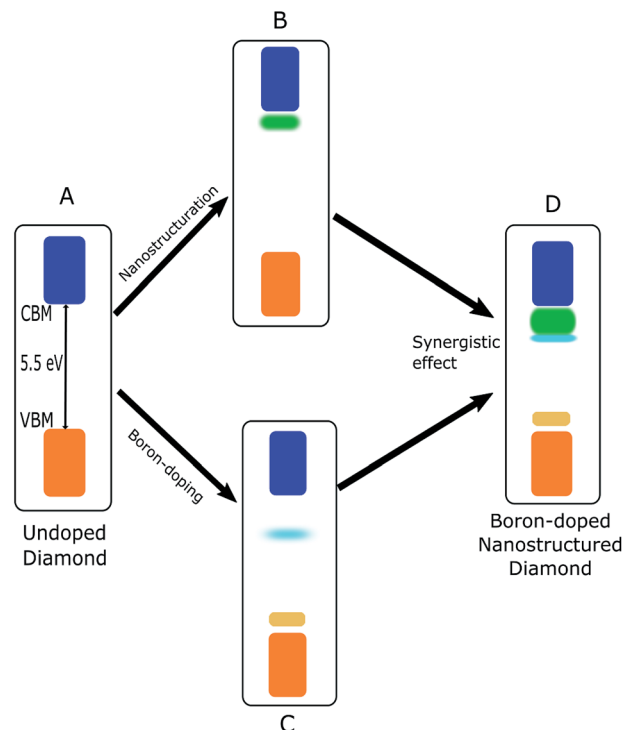 B
A
Nanostructuration
D
CBM
5.5 eV
VBM
Synergistic
effect
Boron-doping
Undoped
Diamond
Boron-doped
Nanostructured
Diamond
C